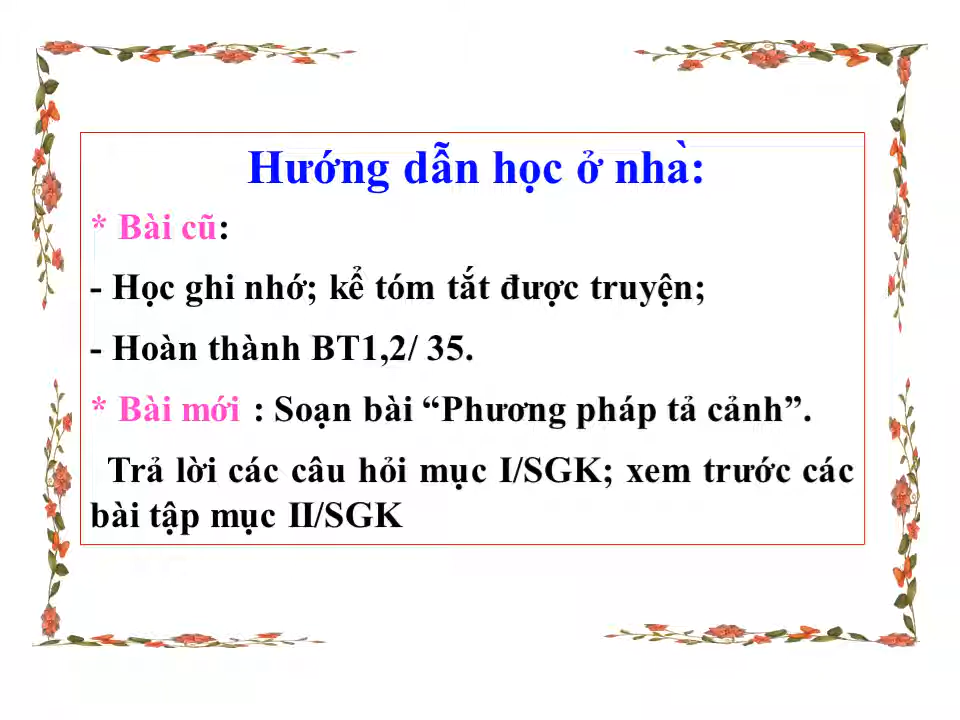 Hướng dẫn học ở nhà:
* Bài cũ:
- Học ghi nhớ; kể tóm tắt được truyện;
- Hoàn thành BT1,2/ 35.
* Bài mới : Soạn bài “Phương pháp tả cảnh”.
Trả lời các câu hỏi mục I/SGK; xem trước các
bài tập mục II/SGK